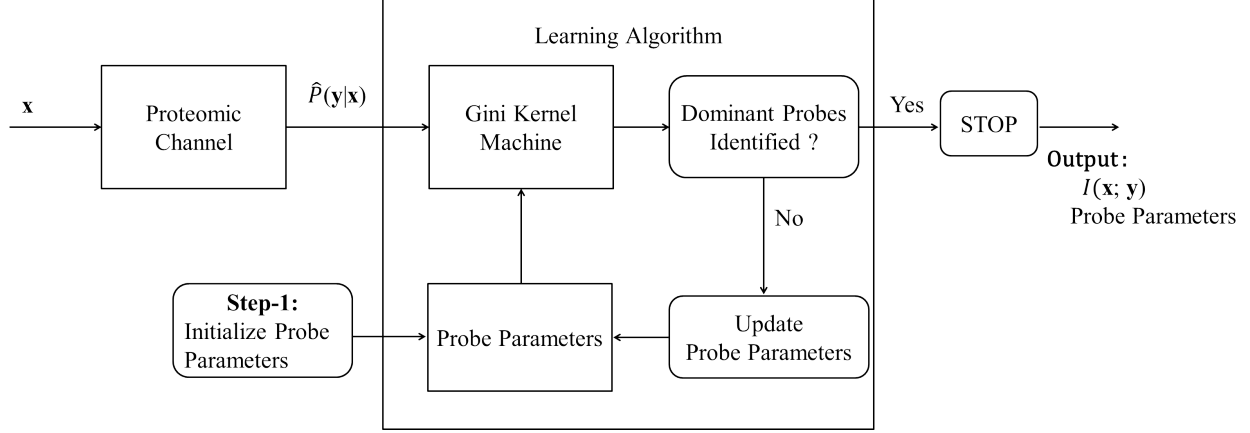 Learning Algorithm
x
Proteomic
Channel
P̂(y|x)
Gini Kernel
Machine
Dominant Probes
Identified ?
Yes
STOP
Output:
I(x; y)
Probe Parameters
No
Step-1:
Initialize Probe
Parameters
Probe Parameters
Update
Probe Parameters